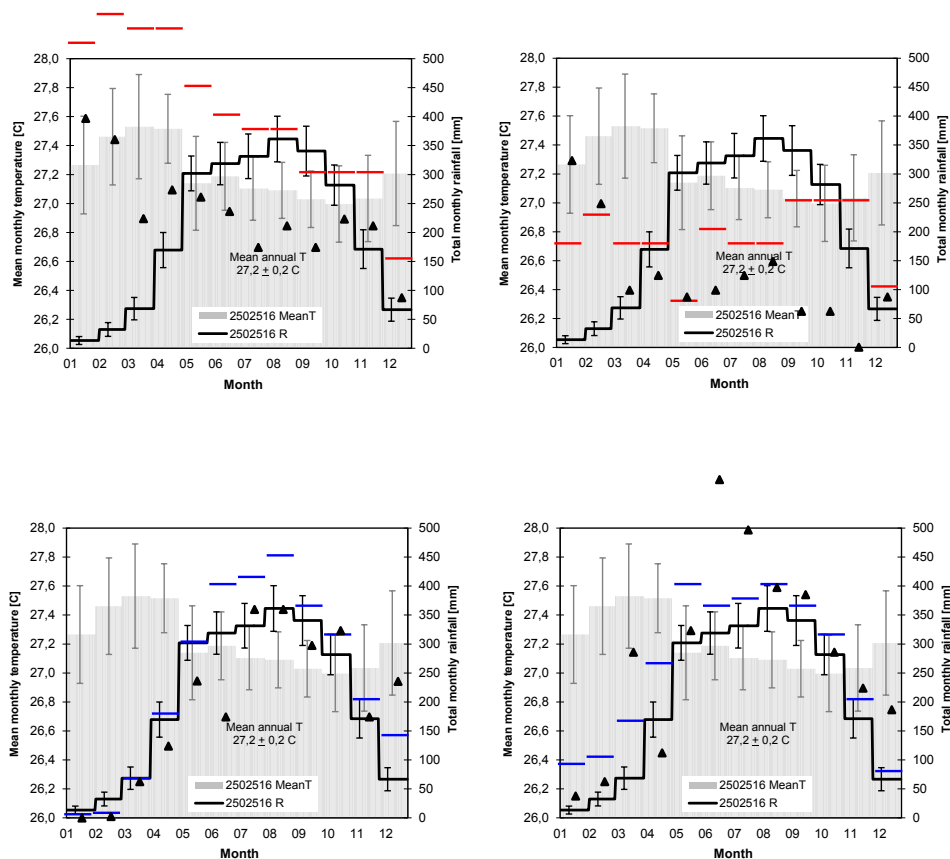 28,0
27,8
27,6
27,4
27,2
27,0
26,8
26,6
26,4
26,2
26,0
Mean monthly temperature [C]
500
450
400
350
300
250
200
150
100
50
0
Total monthly rainfall [mm]
Mean annual T
27,2 ± 0,2 C
2502516 MeanT
2502516 R
01 02 03 04 05 06 07 08 09 10 11 12
Month
28,0
27,8
27,6
27,4
27,2
27,0
26,8
26,6
26,4
26,2
26,0
Mean monthly temperature [C]
500
450
400
350
300
250
200
150
100
50
0
Total monthly rainfall [mm]
Mean annual T
27,2 ± 0,2 C
2502516 MeanT
2502516 R
01 02 03 04 05 06 07 08 09 10 11 12
Month
28,0
27,8
27,6
27,4
27,2
27,0
26,8
26,6
26,4
26,2
26,0
Mean monthly temperature [C]
500
450
400
350
300
250
200
150
100
50
0
Total monthly rainfall [mm]
Mean annual T
27,2 ± 0,2 C
2502516 MeanT
2502516 R
01 02 03 04 05 06 07 08 09 10 11 12
Month
28,0
27,8
27,6
27,4
27,2
27,0
26,8
26,6
26,4
26,2
26,0
Mean monthly temperature [C]
500
450
400
350
300
250
200
150
100
50
0
Total monthly rainfall [mm]
Mean annual T
27,2 ± 0,2 C
2502516 MeanT
2502516 R
01 02 03 04 05 06 07 08 09 10 11 12
Month